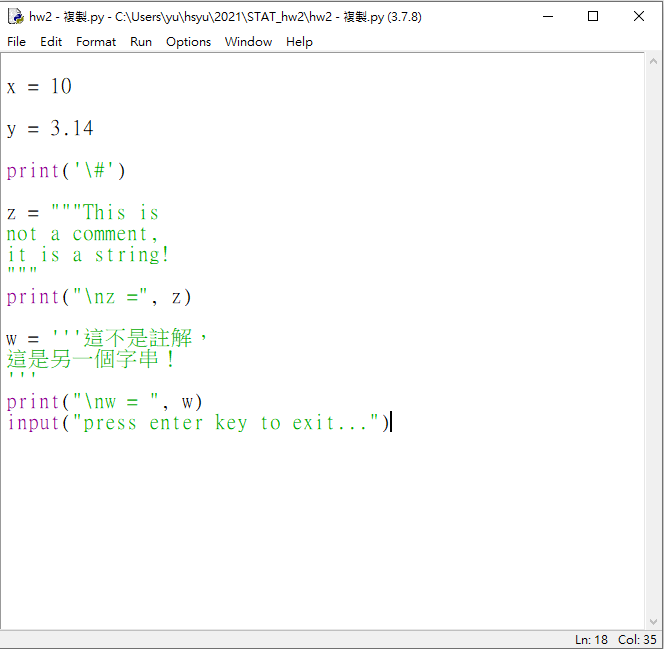 hw2 - 複製.py - C:\Users\yu\hsyu\2021\STAT_hw2\hw2 - 複製.py (3.7.8)
File Edit Format Run Options Window Help
x = 10
y = 3.14
print('\#')
z = """This is
not a comment,
it is a string!
"""
print("\nz =", z)
w = '''這不是註解，
這是另一個字串！
'''
print("\nw = ", w)
input("press enter key to exit...")
Ln: 18 Col: 35